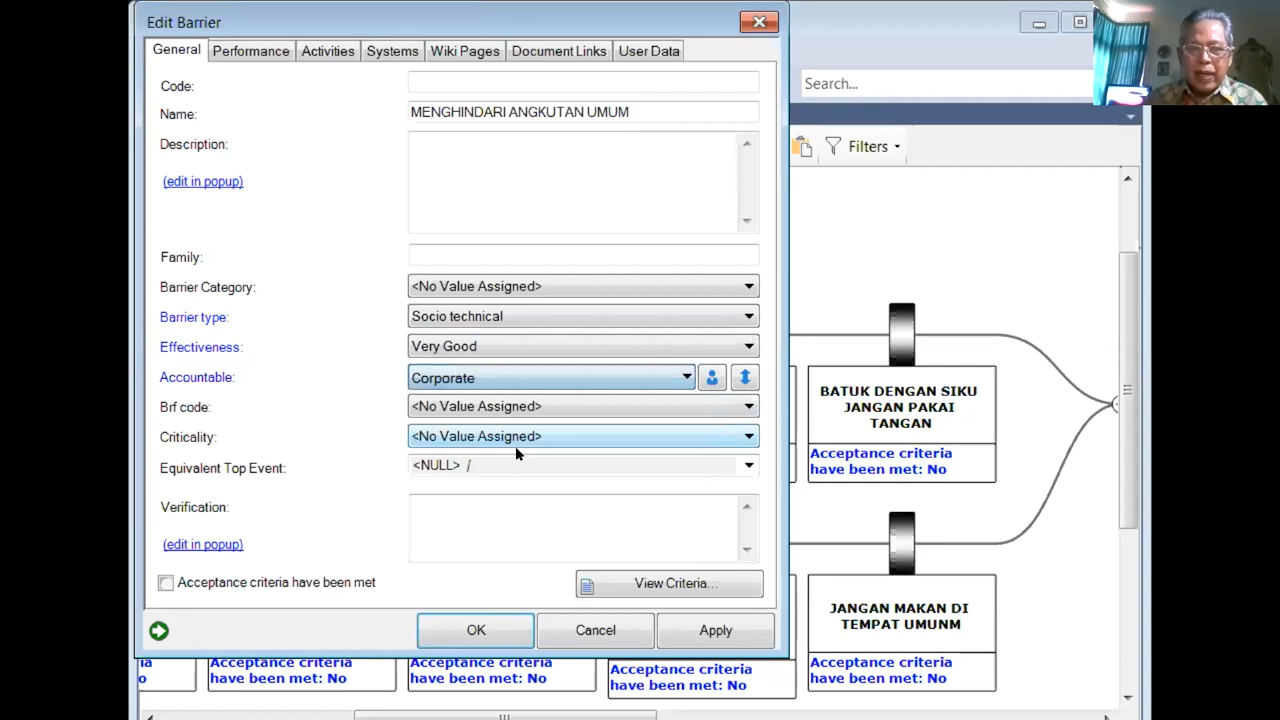 Edit Barrier
General Performance Activities Systems Wiki Pages Document Links User Data
Code:
Name: MENGHINDARI ANGKUTAN UMUM
Description:
(edit in popup)
Family:
Barrier Category: <No Value Assigned>
Barrier type: Socio technical
Effectiveness: Very Good
Accountable: Corporate
Brf code: <No Value Assigned>
Criticality: <No Value Assigned>
Equivalent Top Event: <NULL> /
Verification:
(edit in popup)
Acceptance criteria have been met
View Criteria...
OK Cancel Apply
Search...
Filters
BATUK DENGAN SIKU
JANGAN PAKAI
TANGAN
Acceptance criteria
have been met: No
JANGAN MAKAN DI
TEMPAT UMUNM
Acceptance criteria
have been met: No
ia
o
Acceptance criteria
have been met: No
Acceptance criteria
have been met: No
Acceptance criteria
have been met: No